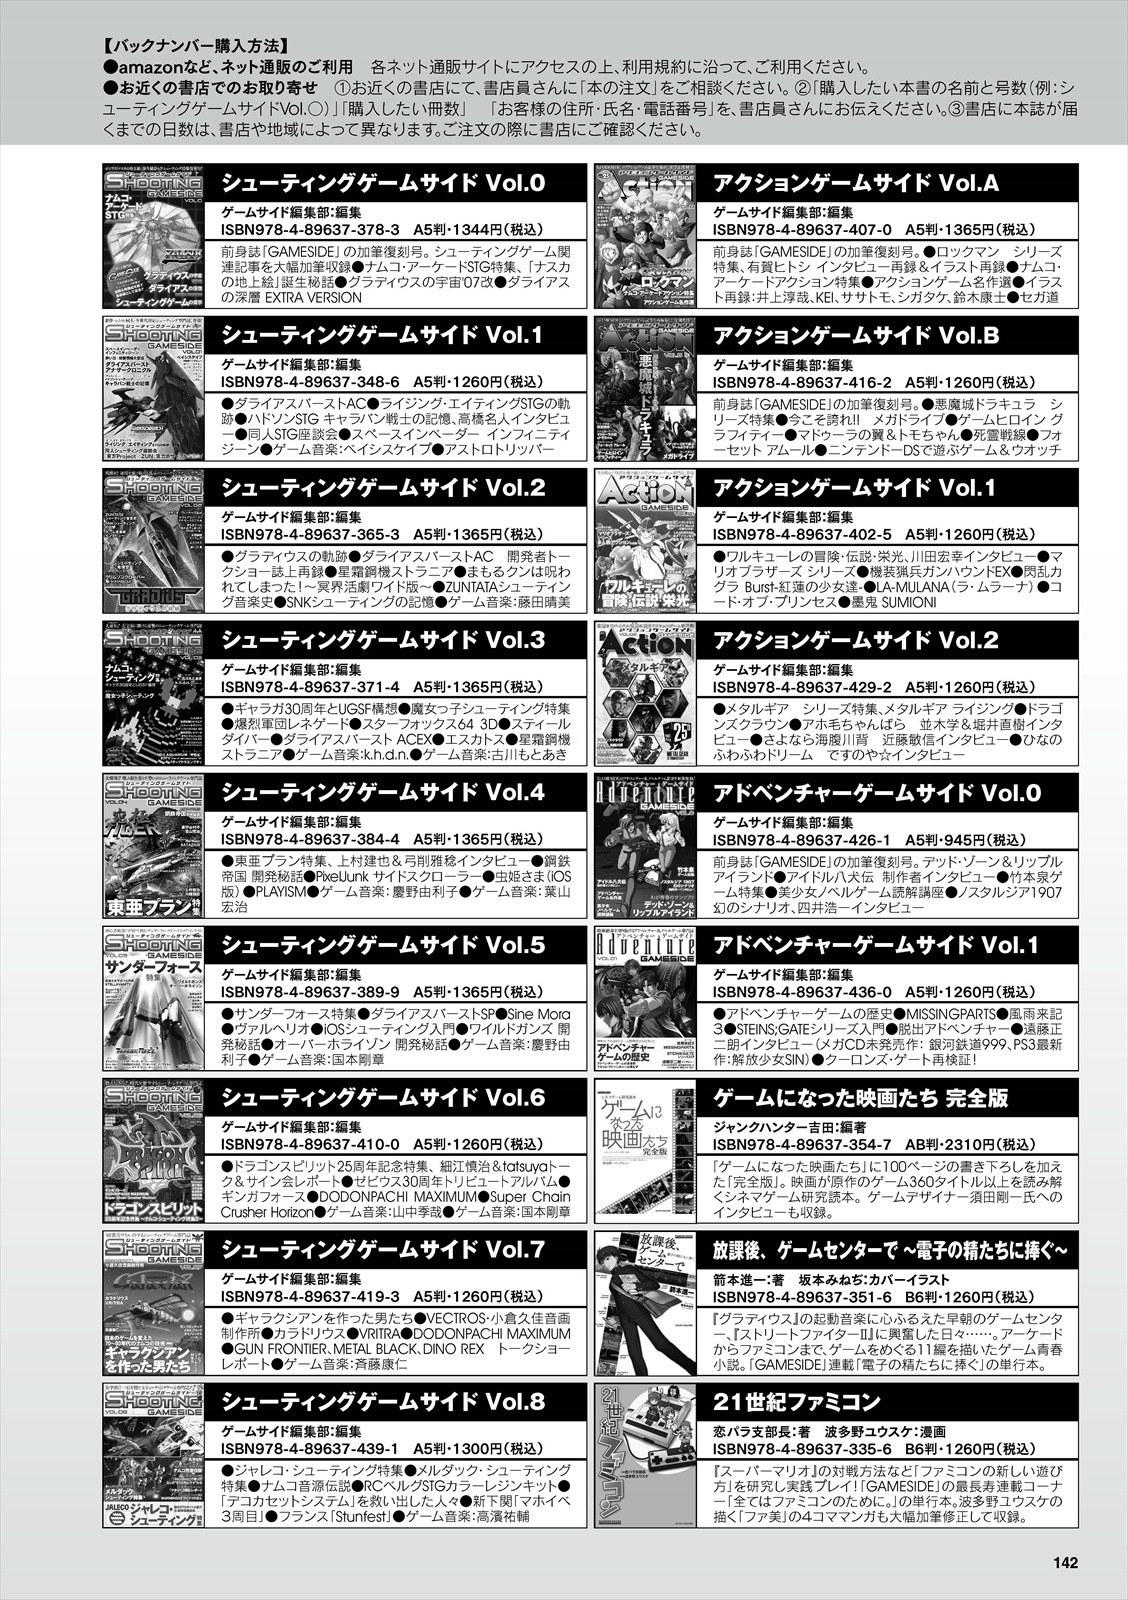 【バックナンバー購入方法】
●amazonなど、ネット通販のご利用　各ネット通販サイトにアクセスの上、利用規約に沿って、ご利用ください。
●お近くの書店でのお取り寄せ　①お近くの書店にて、書店員さんに「本の注文」をご相談ください。②「購入したい本書の名前と号数（例：シ
ューティングゲームサイドVol.○）」「購入したい冊数」　「お客様の住所・氏名・電話番号」を、書店員さんにお伝えください。③書店に本誌が届
くまでの日数は、書店や地域によって異なります。ご注文の際に書店にご確認ください。
シューティングゲームサイド Vol.0
ゲームサイド編集部：編集
ISBN978-4-89637-378-3　A5判・1344円（税込）
前身誌「GAMESIDE」の加筆復刻号。シューティングゲーム関
連記事を大幅加筆収録●ナムコ・アーケードSTG特集、「ナスカ
の地上絵」誕生秘話●グラディウスの宇宙'07改●ダライアス
の深層 EXTRA VERSION
シューティングゲームサイド Vol.1
ゲームサイド編集部：編集
ISBN978-4-89637-348-6　A5判・1260円（税込）
●ダライアスバーストAC●ライジング・エイティングSTGの軌
跡●ハドソンSTG キャラバン戦士の記憶、高橋名人インタビュ
ー●同人STG座談会●スペースインベーダー インフィニティ
ジーン●ゲーム音楽：ベイシスケイプ●アストロトリッパー
シューティングゲームサイド Vol.2
ゲームサイド編集部：編集
ISBN978-4-89637-365-3　A5判・1365円（税込）
●グラディウスの軌跡●ダライアスバーストAC　開発者トー
クショー誌上再録●星霜鋼機ストラニア●まもるクンは呪わ
れてしまった！〜冥界活劇ワイド版〜●ZUNTATAシューティン
グ音楽史●SNKシューティングの記憶●ゲーム音楽：藤田晴美
シューティングゲームサイド Vol.3
ゲームサイド編集部：編集
ISBN978-4-89637-371-4　A5判・1365円（税込）
●ギャラガ30周年とUGSF構想●魔女っ子シューティング特集
●爆烈軍団レネゲード●スターフォックス64 3D●スティール
ダイバー●ダライアスバースト ACEX●エスカトス●星霜鋼機
ストラニア●ゲーム音楽：k.h.d.n.●ゲーム音楽：古川もとあき
シューティングゲームサイド Vol.4
ゲームサイド編集部：編集
ISBN978-4-89637-384-4　A5判・1365円（税込）
●東亜プラン特集、上村建也＆弓削雅稔インタビュー●鋼鉄
帝国 開発秘話●PixelJunk サイドスクローラー●虫姫さま（iOS
版）●PLAYISM●ゲーム音楽：慶野由利子●ゲーム音楽：葉山
宏治
シューティングゲームサイド Vol.5
ゲームサイド編集部：編集
ISBN978-4-89637-389-9　A5判・1365円（税込）
●サンダーフォース特集●ダライアスバーストSP●Sine Mora
●ヴァルヘリオ●iOSシューティング入門●ワイルドガンズ 開
発秘話●オーバーホライゾン 開発秘話●ゲーム音楽：慶野由
利子●ゲーム音楽：国本剛章
シューティングゲームサイド Vol.6
ゲームサイド編集部：編集
ISBN978-4-89637-410-0　A5判・1260円（税込）
●ドラゴンスピリット25周年記念特集、細江慎治＆tatsuyaトー
ク＆サイン会レポート●ゼビウス30周年トリビュートアルバム●
ギンガフォース●DODONPACHI MAXIMUM●Super Chain
Crusher Horizon●ゲーム音楽：山中季哉●ゲーム音楽：国本剛章
シューティングゲームサイド Vol.7
ゲームサイド編集部：編集
ISBN978-4-89637-419-3　A5判・1260円（税込）
●ギャラクシアンを作った男たち●VECTROS・小倉久佳音画
制作所●カラドリウス●VRITRA●DODONPACHI MAXIMUM
●GUN FRONTIER、METAL BLACK、DINO REX　トークショー
レポート●ゲーム音楽：斉藤康仁
シューティングゲームサイド Vol.8
ゲームサイド編集部：編集
ISBN978-4-89637-439-1　A5判・1300円（税込）
●ジャレコ・シューティング特集●メルダック・シューティング
特集●ナムコ音源伝説●RCベルグSTGカラーレジンキット●
「デコカセットシステム」を救い出した人々●新下関「マホイベ
3周目」●フランス「Stunfest」●ゲーム音楽：高濱祐輔
アクションゲームサイド Vol.A
ゲームサイド編集部：編集
ISBN978-4-89637-407-0　A5判・1365円（税込）
前身誌「GAMESIDE」の加筆復刻号。●ロックマン　シリーズ
特集、有賀ヒトシ インタビュー再録＆イラスト再録●ナムコ・
アーケードアクション特集●アクションゲーム名作選●イラス
ト再録：井上淳哉、KEI、ササトモ、シガタケ、鈴木康士●セガ道
アクションゲームサイド Vol.B
ゲームサイド編集部：編集
ISBN978-4-89637-416-2　A5判・1260円（税込）
前身誌「GAMESIDE」の加筆復刻号。●悪魔城ドラキュラ　シ
リーズ特集●今こそ誇れ!!　メガドライブ●ゲームヒロイン グ
ラフィティー●マドゥーラの翼＆トモちゃん●死霊戦線●フォ
ーセット アムール●ニンテンドーDSで遊ぶゲーム＆ウオッチ
アクションゲームサイド Vol.1
ゲームサイド編集部：編集
ISBN978-4-89637-402-5　A5判・1260円（税込）
●ワルキューレの冒険・伝説・栄光、川田宏幸インタビュー●マ
リオブラザーズ シリーズ●機装猟兵ガンハウンドEX●閃乱カ
グラ Burst-紅蓮の少女達-●LA-MULANA（ラ・ムラーナ）●コ
ード・オブ・プリンセス●墨鬼 SUMIONI
アクションゲームサイド Vol.2
ゲームサイド編集部：編集
ISBN978-4-89637-429-2　A5判・1260円（税込）
●メタルギア　シリーズ特集、メタルギア ライジング●ドラゴ
ンズクラウン●アホ毛ちゃんばら　並木学＆堀井直樹インタ
ビュー●さよなら海腹川背　近藤敏信インタビュー●ひなの
ふわふわドリーム　ですのや☆インタビュー
アドベンチャーゲームサイド Vol.0
ゲームサイド編集部：編集
ISBN978-4-89637-426-1　A5判・945円（税込）
前身誌「GAMESIDE」の加筆復刻号。デッド・ゾーン＆リップル
アイランド●アイドル八犬伝　制作者インタビュー●竹本泉ゲ
ーム特集●美少女ノベルゲーム読解講座●ノスタルジア1907
幻のシナリオ、四井浩一インタビュー
アドベンチャーゲームサイド Vol.1
ゲームサイド編集部：編集
ISBN978-4-89637-436-0　A5判・1260円（税込）
●アドベンチャーゲームの歴史●MISSINGPARTS●風雨来記
3●STEINS;GATEシリーズ入門●脱出アドベンチャー●遠藤正
二朗インタビュー（メガCD未発売作：銀河鉄道999、PS3最新
作：解放少女SIN）●クーロンズ・ゲート再検証！
ゲームになった映画たち 完全版
ジャンクハンター吉田：編著
ISBN978-4-89637-354-7　AB判・2310円（税込）
「ゲームになった映画たち」に100ページの書き下ろしを加え
た「完全版」。映画が原作のゲーム360タイトル以上を読み解
くシネマゲーム研究読本。ゲームデザイナー須田剛一氏への
インタビューも収録。
放課後、ゲームセンターで 〜電子の精たちに捧ぐ〜
箭本進一：著　坂本みねぢ：カバーイラスト
ISBN978-4-89637-351-6　B6判・1260円（税込）
『グラディウス』の起動音楽に心ふるえた早朝のゲームセンタ
ー、『ストリートファイターⅡ』に興奮した日々……。アーケード
からファミコンまで、ゲームをめぐる11編を描いたゲーム青春
小説。「GAMESIDE」連載「電子の精たちに捧ぐ」の単行本。
21世紀ファミコン
恋パラ支部長：著　波多野ユウスケ：漫画
ISBN978-4-89637-335-6　B6判・1260円（税込）
『スーパーマリオ』の対戦方法など「ファミコンの新しい遊び
方」を研究し実践プレイ！「GAMESIDE」の最長寿連載コーナ
ー「全てはファミコンのために。」の単行本。波多野ユウスケの
描く「ファ美」の4コママンガも大幅加筆修正して収録。
142